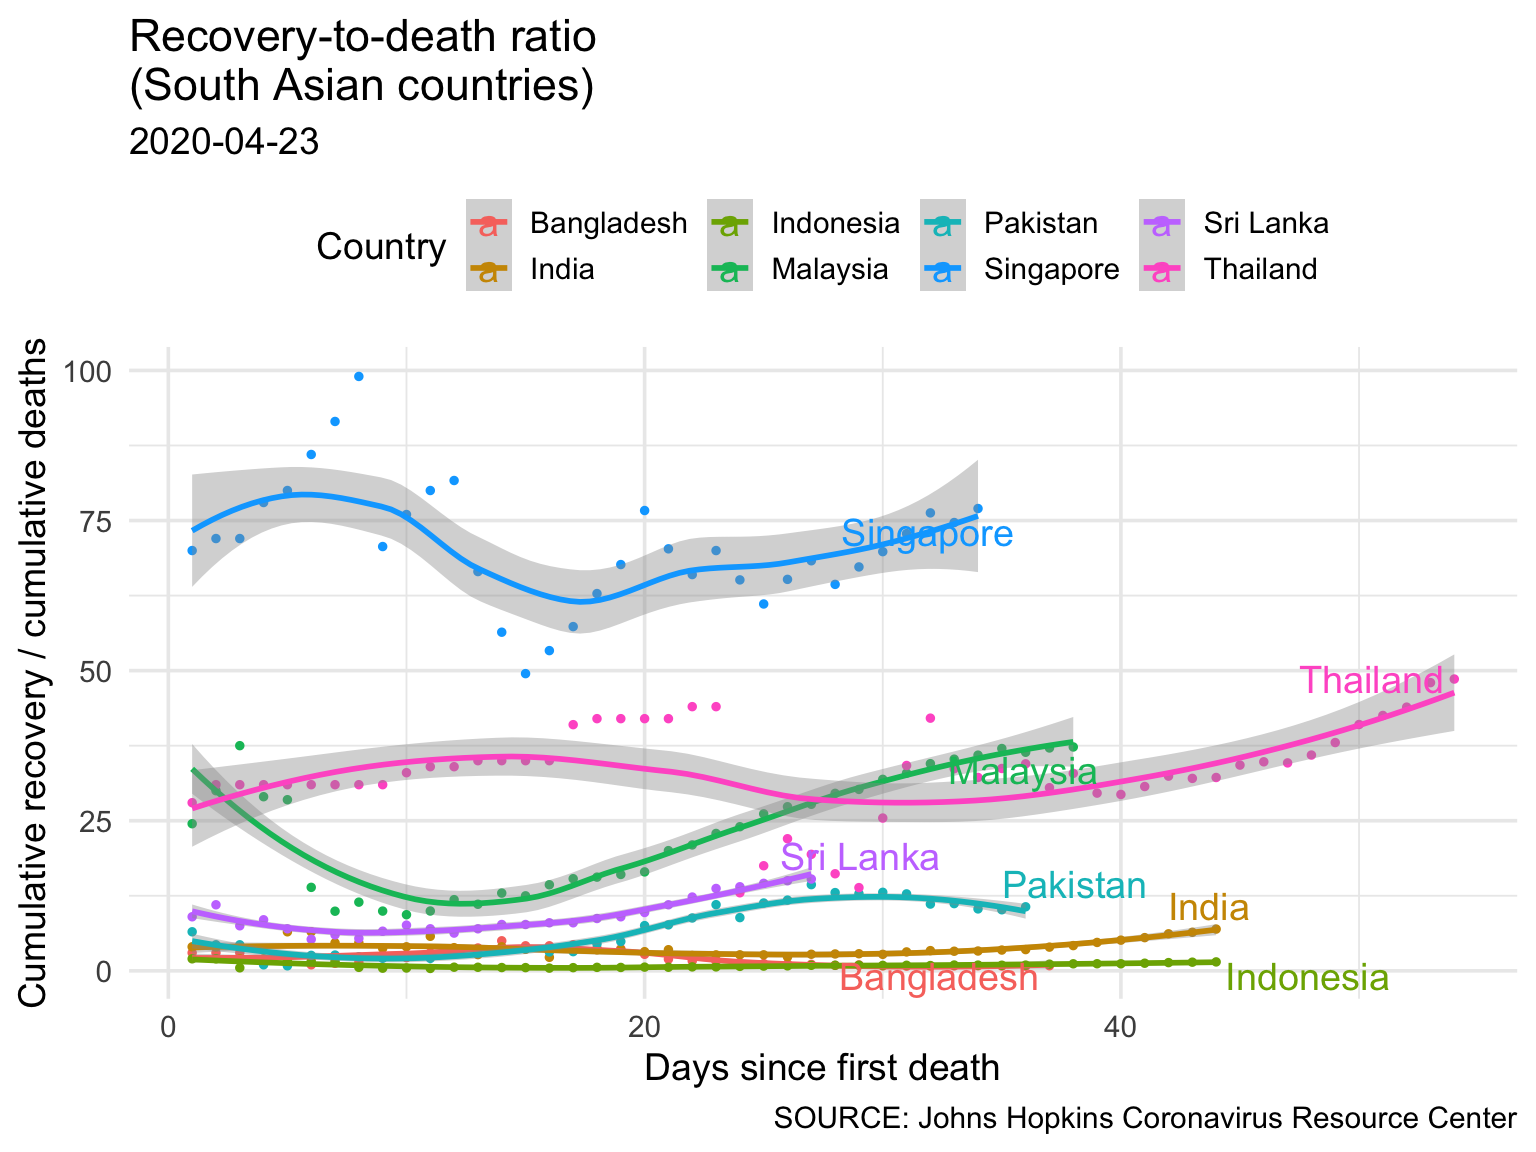 Recovery-to-death ratio
(South Asian countries)
2020-04-23
Country
a Bangladesh a Indonesia a Pakistan a Sri Lanka
a India a Malaysia a Singapore a Thailand
Cumulative recovery / cumulative deaths
100
75
50
25
0
Singapore
Thailand
Malaysia
Sri Lanka
Pakistan
India
Bangladesh
Indonesia
0 20 40
Days since first death
SOURCE: Johns Hopkins Coronavirus Resource Center